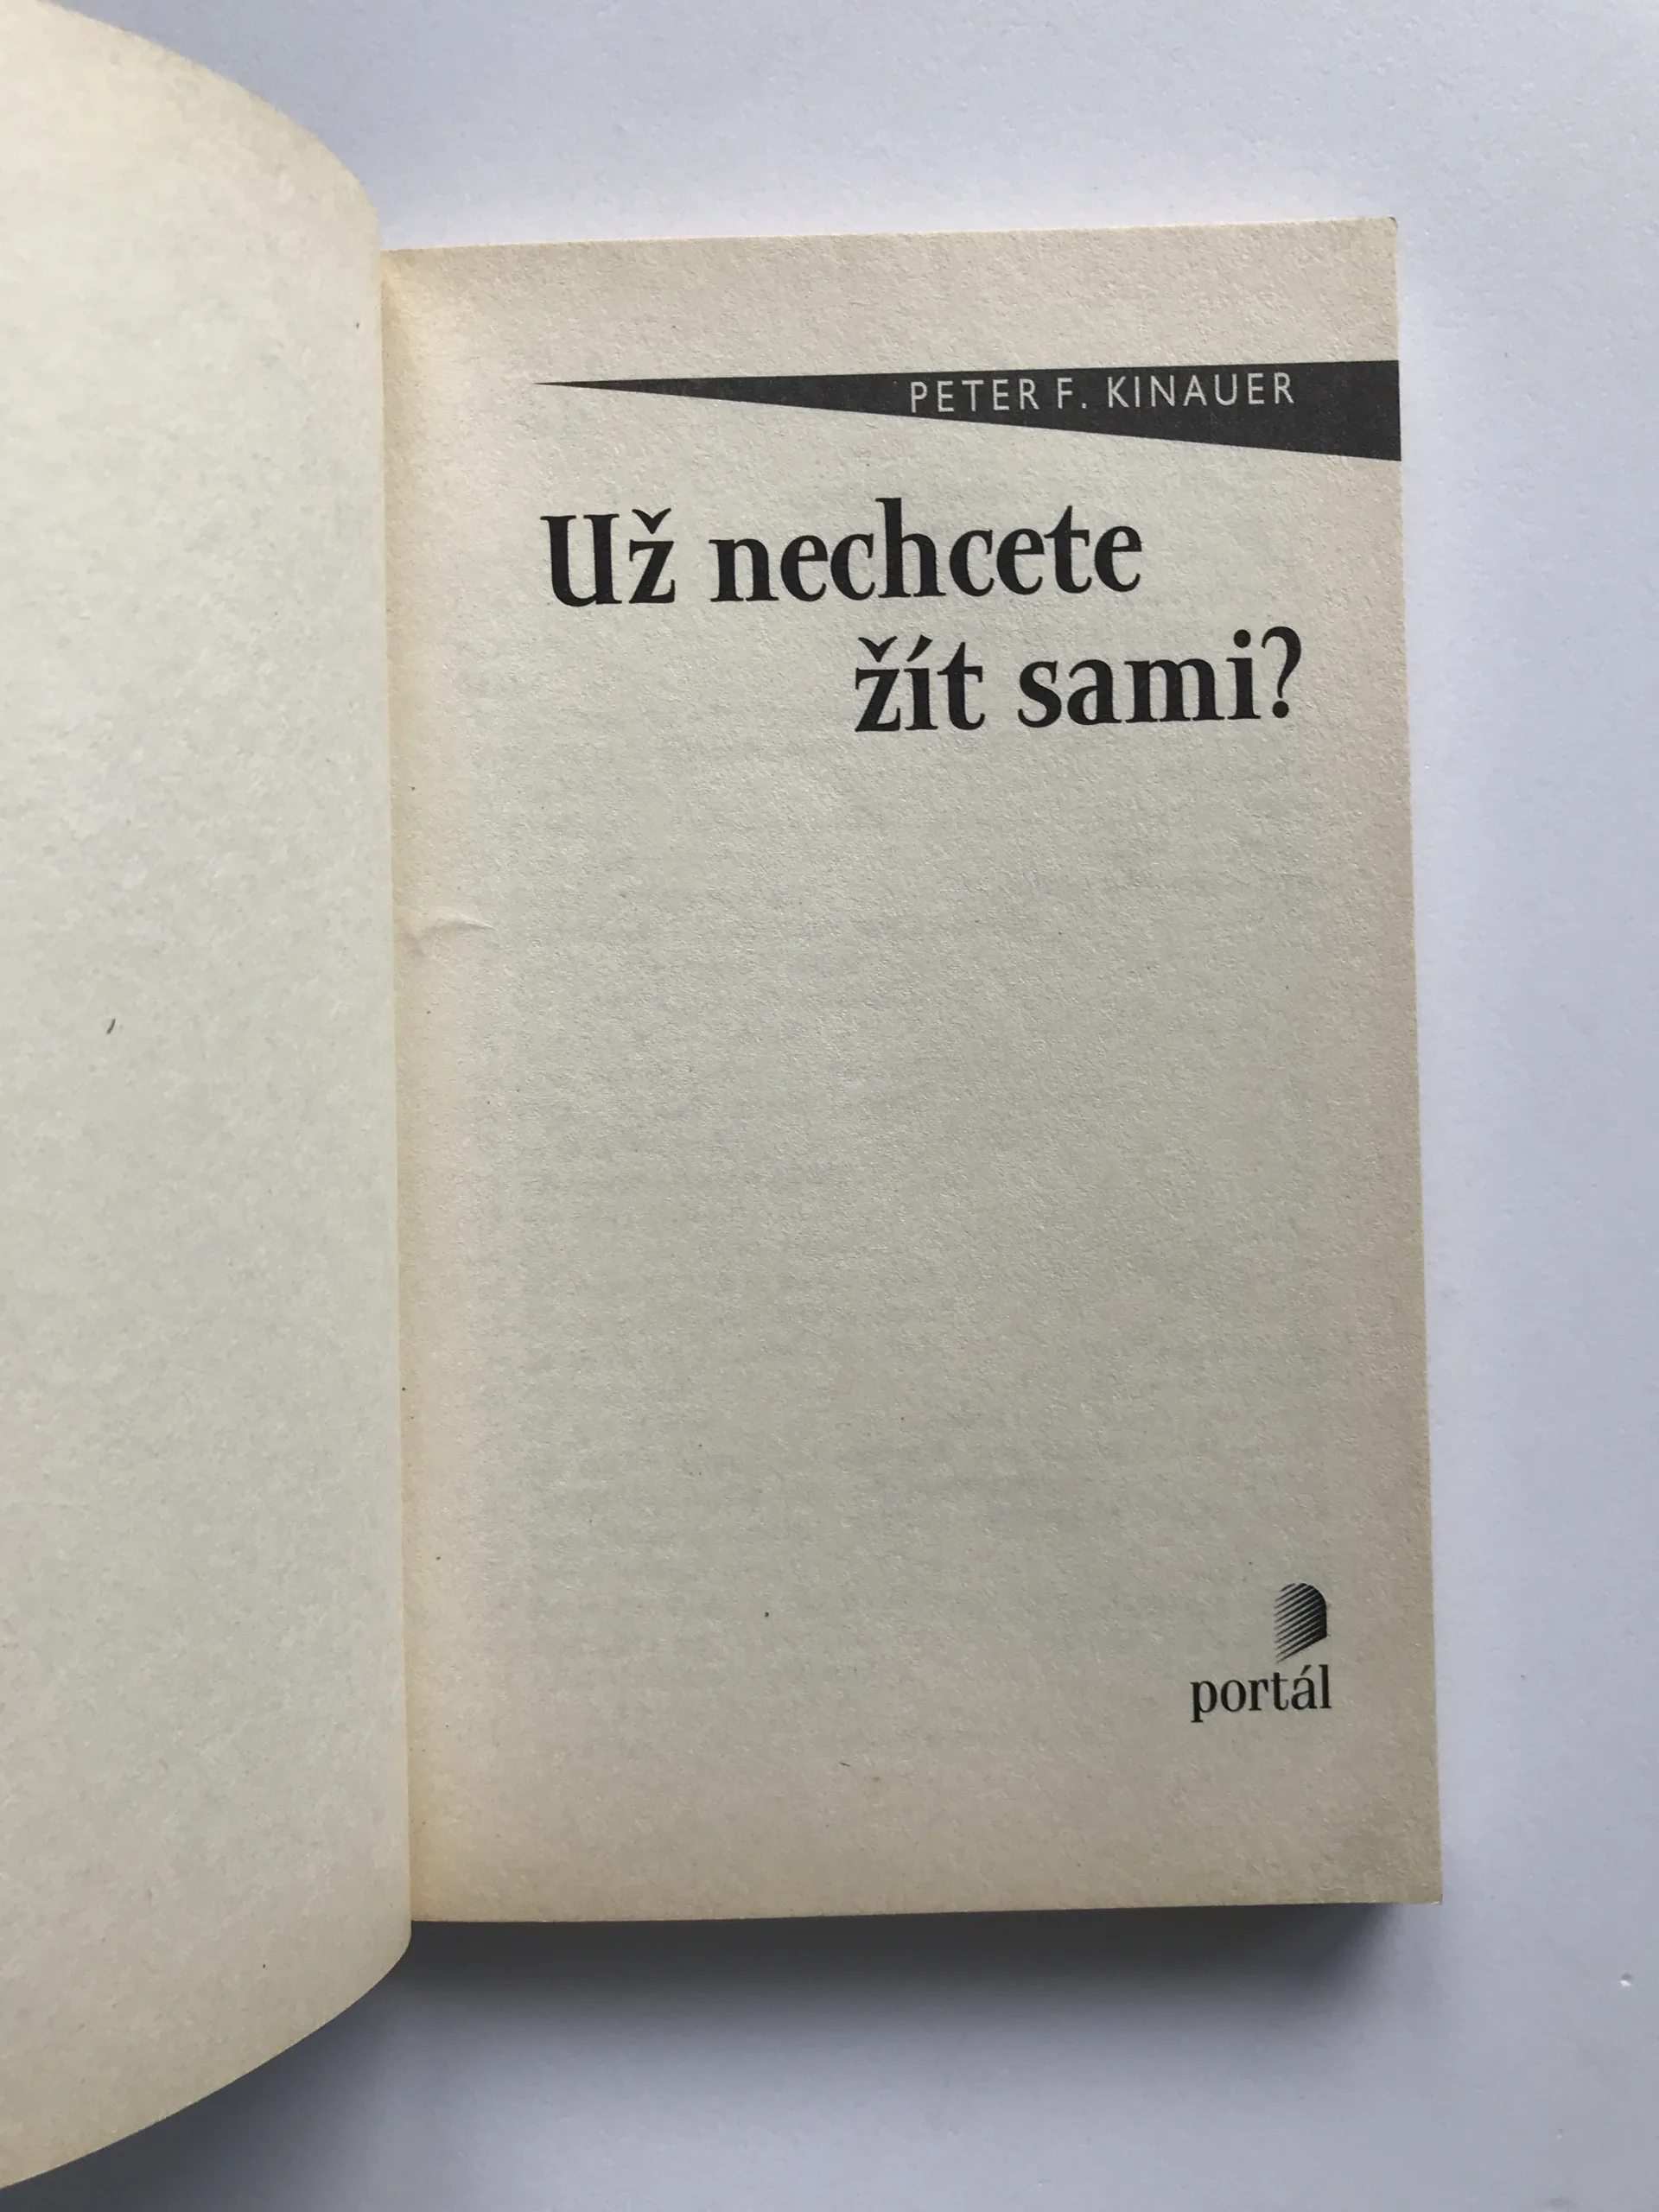 PETER F. KINAUER
Už nechcete
žít sami?
portál